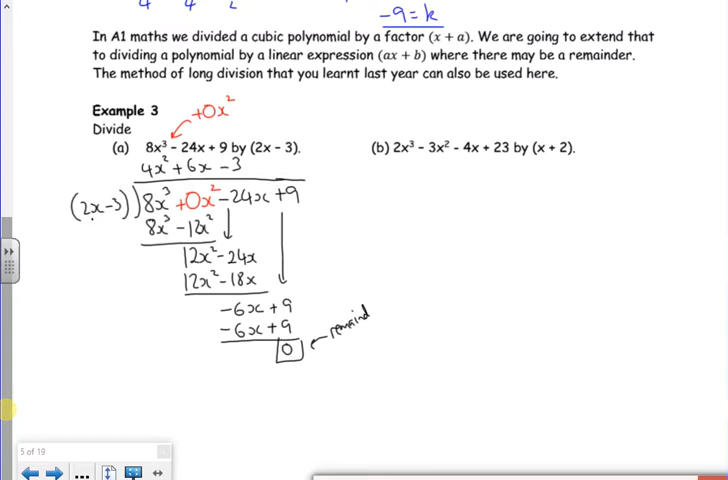 -9 = k
In A1 maths we divided a cubic polynomial by a factor (x + a). We are going to extend that
to dividing a polynomial by a linear expression (ax + b) where there may be a remainder.
The method of long division that you learnt last year can also be used here.
Example 3
+0x²
Divide
(a) 8x³ - 24x + 9 by (2x - 3).
(b) 2x³ - 3x² - 4x + 23 by (x + 2).
4x² + 6x - 3
(2x - 3) 8x³ +0x² - 24x + 9
8x³ - 12x²
12x² - 24x
12x² - 18x
-6x + 9
-6x + 9
0
remaind
5 of 19